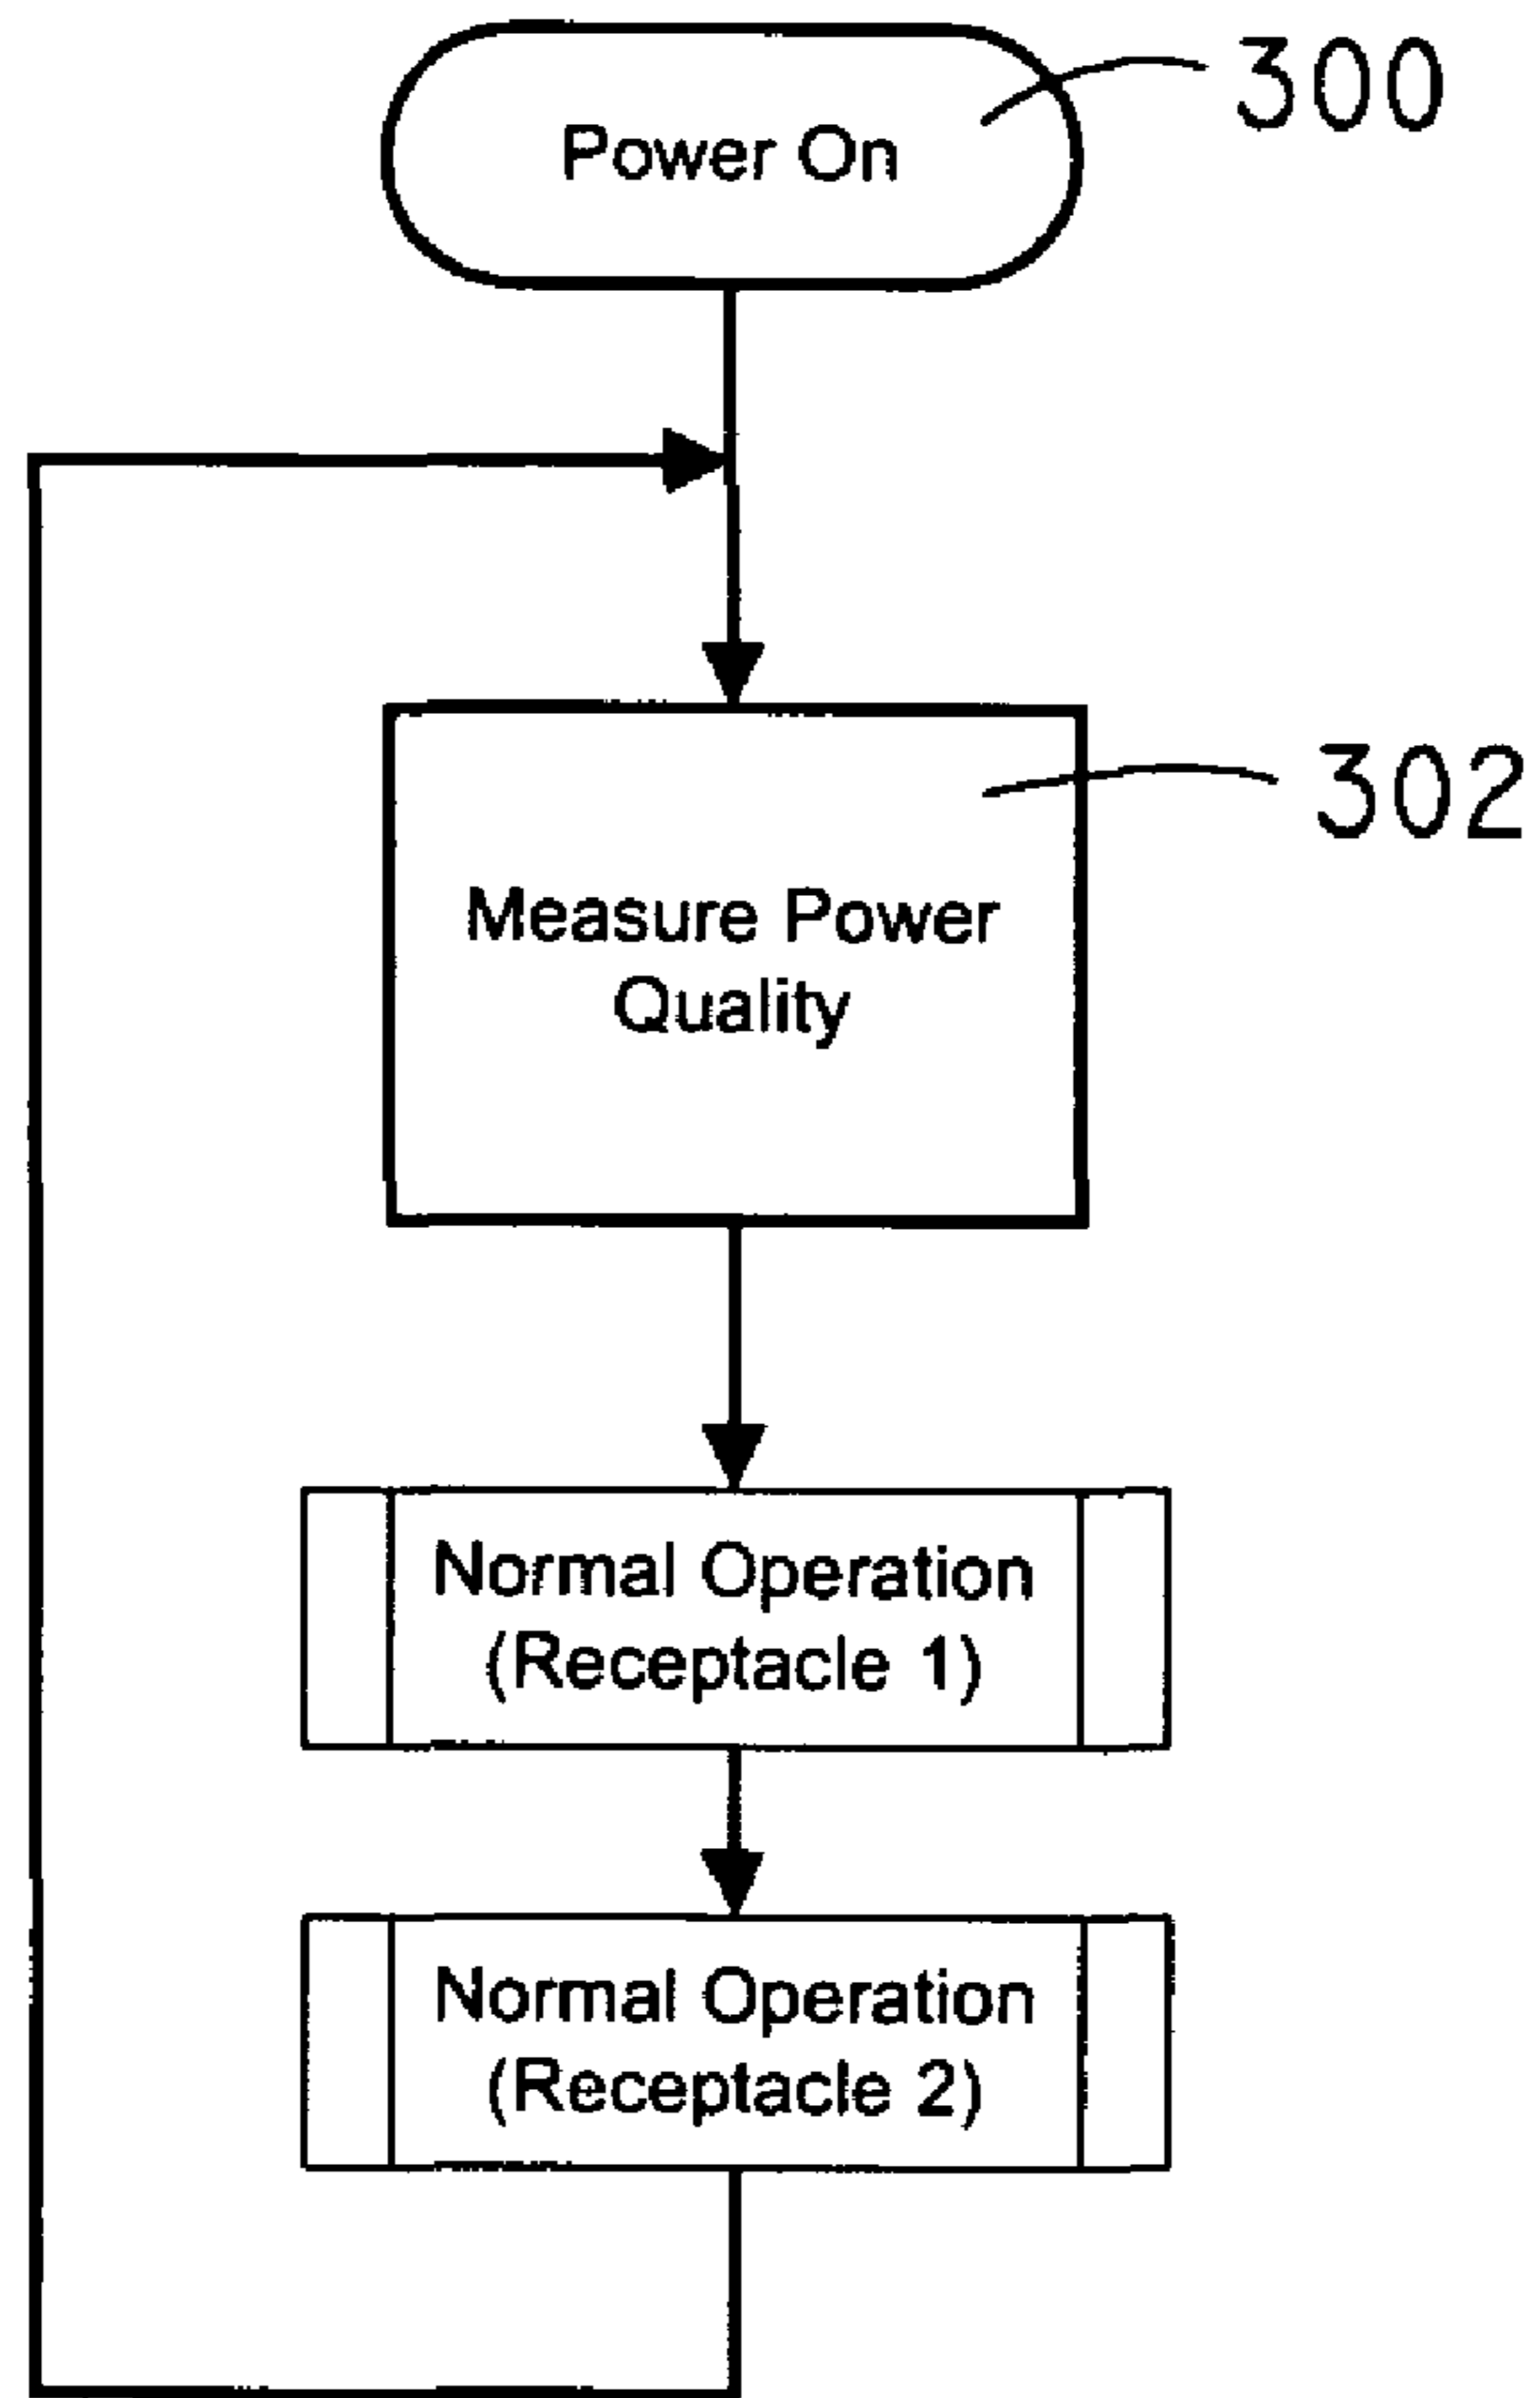 Power On
300
302
Measure Power
Quality
Normal Operation
(Receptacle 1)
Normal Operation
(Receptacle 2)